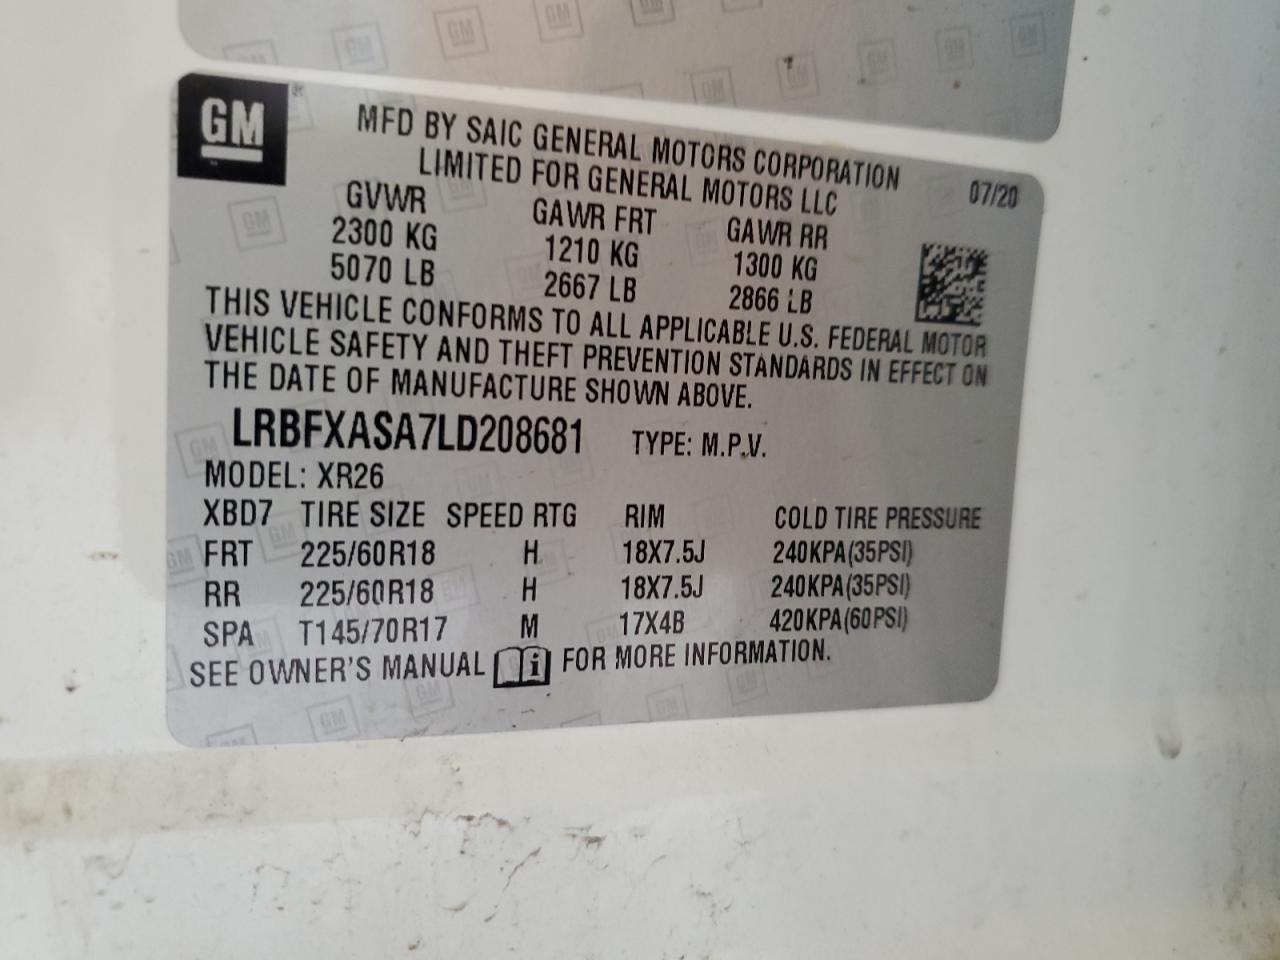 GM
MFD BY SAIC GENERAL MOTORS CORPORATION
LIMITED FOR GENERAL MOTORS LLC
07/20
GVWR GAWR FRT GAWR RR
2300 KG 1210 KG 1300 KG
5070 LB 2667 LB 2866 LB
THIS VEHICLE CONFORMS TO ALL APPLICABLE U.S. FEDERAL MOTOR
VEHICLE SAFETY AND THEFT PREVENTION STANDARDS IN EFFECT ON
THE DATE OF MANUFACTURE SHOWN ABOVE.
LRBFXASA7LD208681 TYPE: M.P.V.
MODEL: XR26
XBD7 TIRE SIZE SPEED RTG RIM COLD TIRE PRESSURE
FRT 225/60R18 H 18X7.5J 240KPA(35PSI)
RR 225/60R18 H 18X7.5J 240KPA(35PSI)
SPA T145/70R17 M 17X4B 420KPA(60PSI)
SEE OWNER'S MANUAL i FOR MORE INFORMATION.